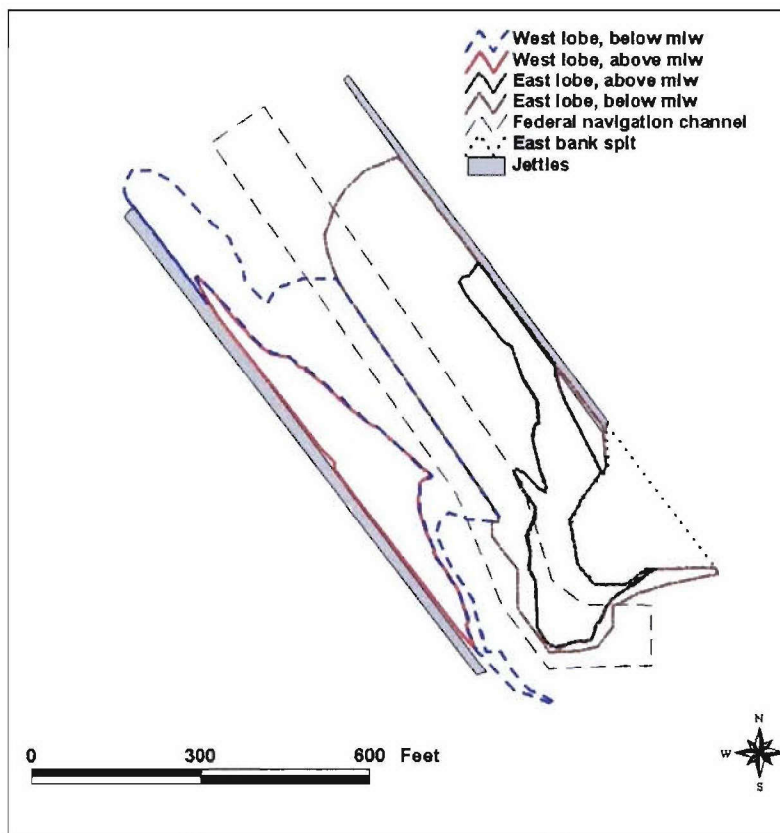 West lobe, below mlw
West lobe, above mlw
East lobe, above mlw
East lobe, below mlw
Federal navigation channel
East bank spit
Jetties
N
W
S
0 300 600 Feet